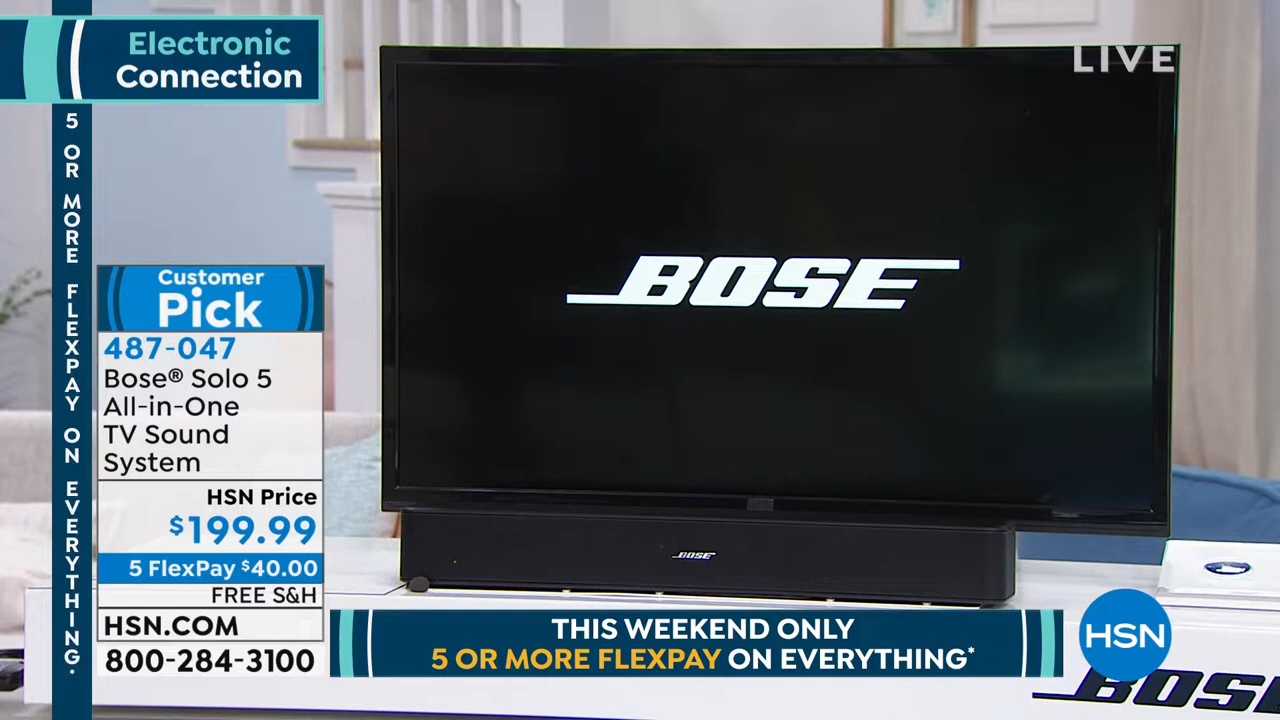 Electronic
Connection
LIVE
5 OR MORE FLEXPAY ON EVERYTHING.*
BOSE
Customer
Pick
487-047
Bose® Solo 5
All-in-One
TV Sound
System
HSN Price
$199.99
5 FlexPay $40.00
FREE S&H
HSN.COM
800-284-3100
BOSE
THIS WEEKEND ONLY
5 OR MORE FLEXPAY ON EVERYTHING*
HSN
BOS